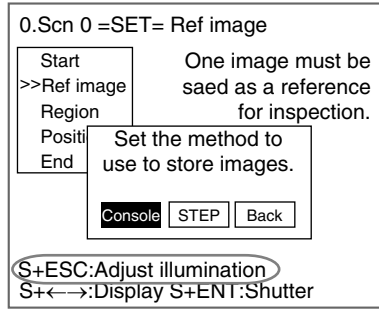 0.Scn 0 =SET= Ref image
Start
>>Ref image
Region
Positi
End
One image must be
saed as a reference
for inspection.
Set the method to
use to store images.
Console STEP Back
S+ESC:Adjust illumination
S+←→:Display S+ENT:Shutter